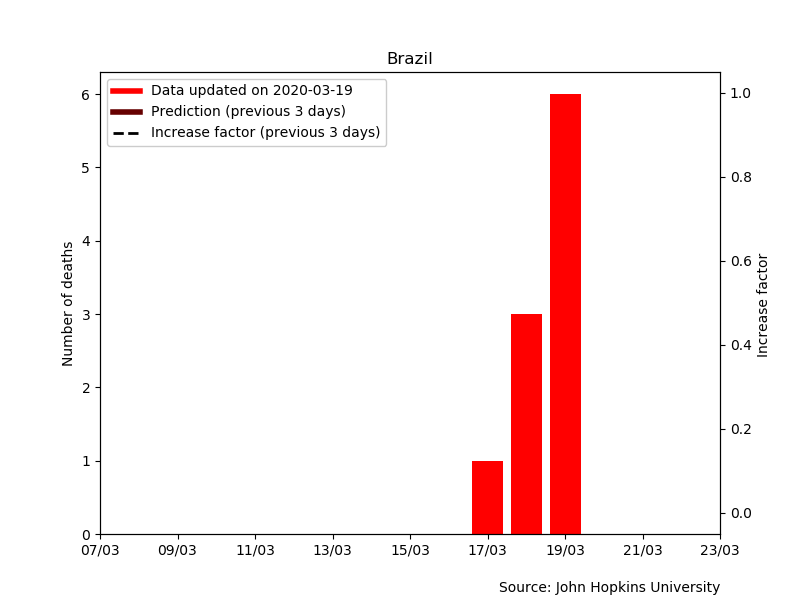 Brazil
Data updated on 2020-03-19
Prediction (previous 3 days)
Increase factor (previous 3 days)
Number of deaths
6
5
4
3
2
1
0
1.0
0.8
0.6
0.4
0.2
0.0
Increase factor
07/03 09/03 11/03 13/03 15/03 17/03 19/03 21/03 23/03
Source: John Hopkins University